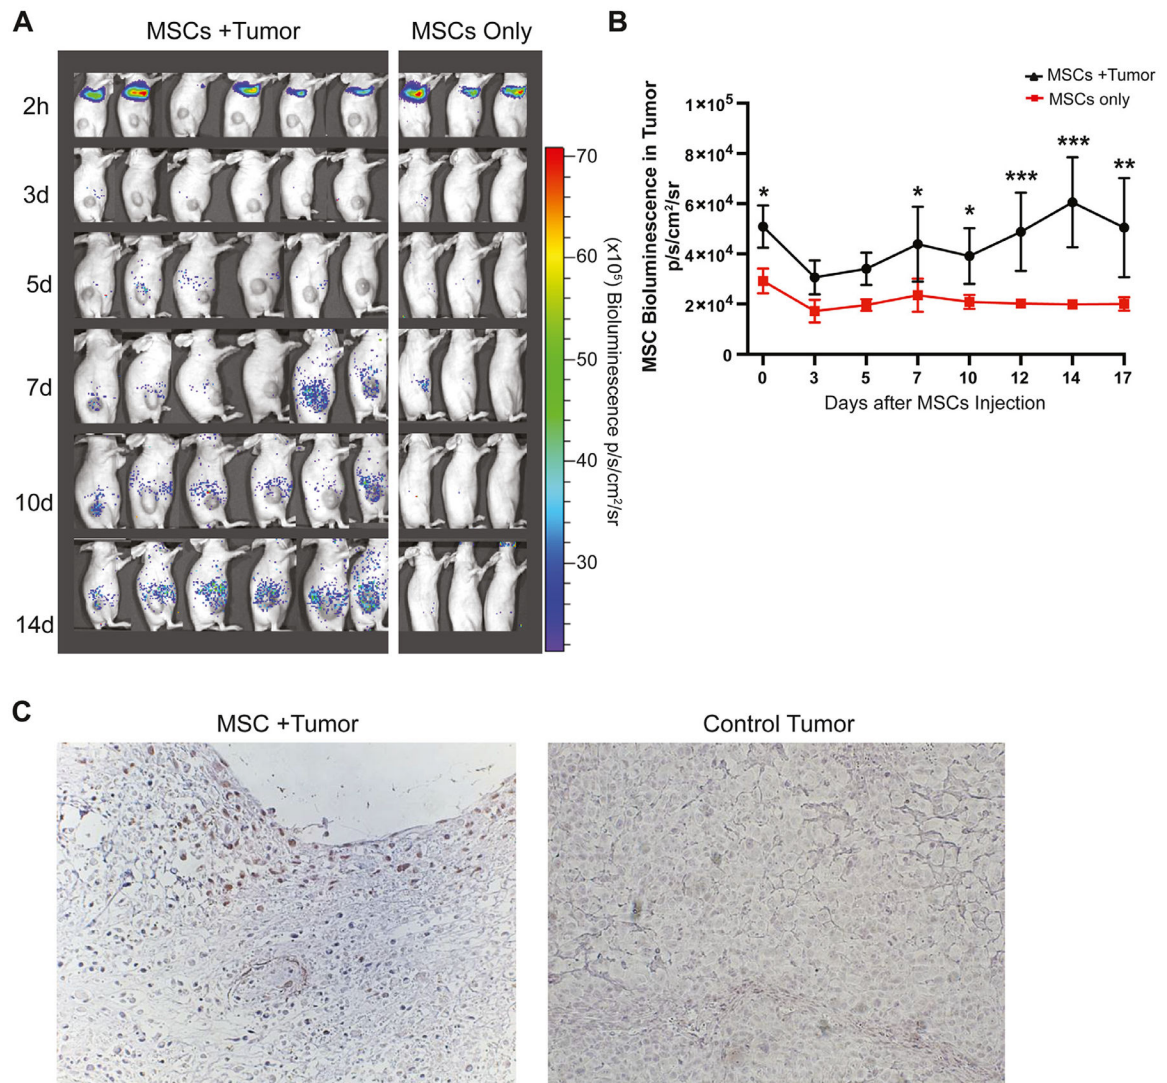 A
MSCs +Tumor
MSCs Only
2h
3d
5d
7d
10d
14d
70
60
50
40
30
(x10⁵) Bioluminescence p/s/cm²/sr
B
MSCs +Tumor
MSCs only
MSC Bioluminescence in Tumor
p/s/cm²/sr
1×10⁵
8×10⁴
6×10⁴
4×10⁴
2×10⁴
0
* * * *** *** **
0 3 5 7 10 12 14 17
Days after MSCs Injection
C
MSC +Tumor
Control Tumor